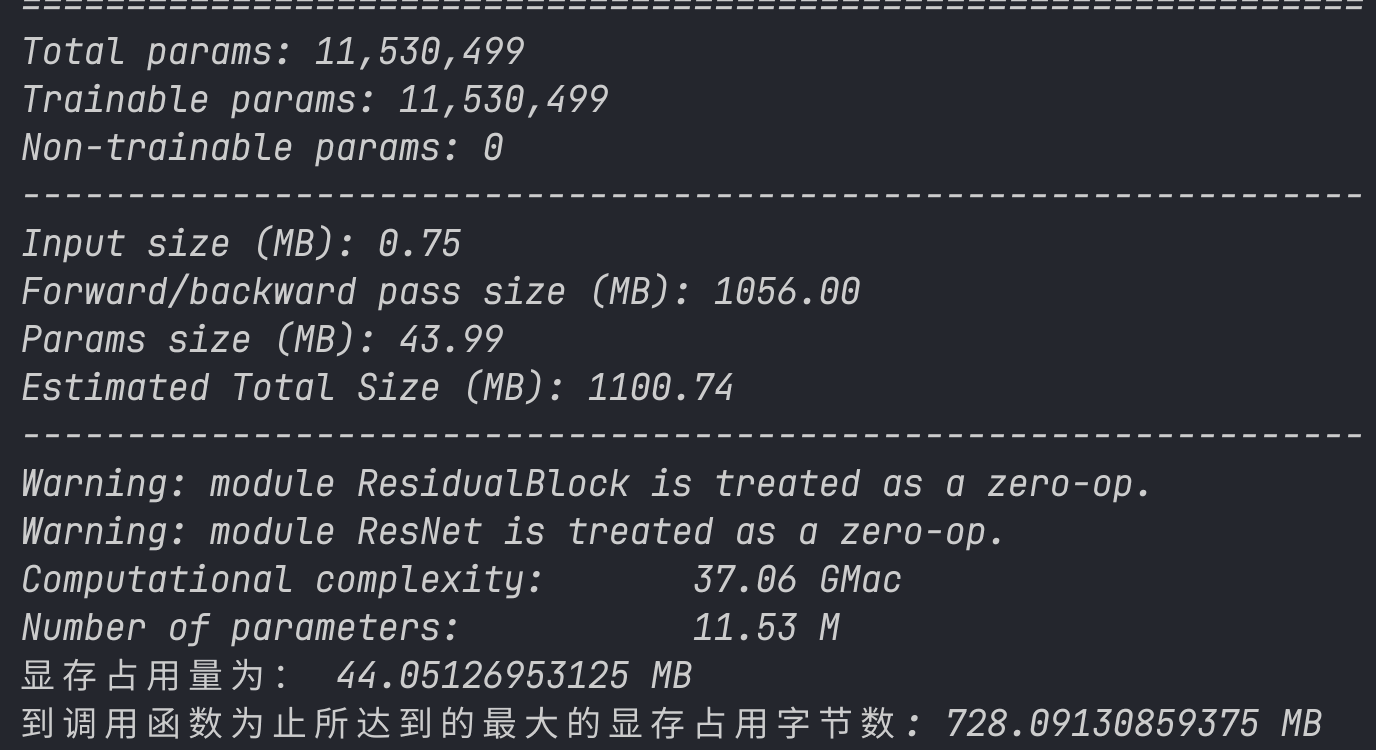 ================================================================
Total params: 11,530,499
Trainable params: 11,530,499
Non-trainable params: 0
----------------------------------------------------------------
Input size (MB): 0.75
Forward/backward pass size (MB): 1056.00
Params size (MB): 43.99
Estimated Total Size (MB): 1100.74
----------------------------------------------------------------
Warning: module ResidualBlock is treated as a zero-op.
Warning: module ResNet is treated as a zero-op.
Computational complexity:       37.06 GMac
Number of parameters:           11.53 M
显存占用量为： 44.05126953125 MB
到调用函数为止所达到的最大的显存占用字节数: 728.09130859375 MB